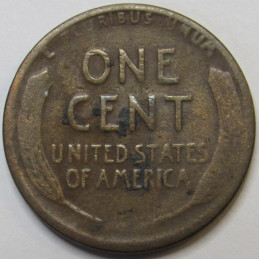 E PLURIBUS UNUM
ONE
CENT
UNITED STATES
OF AMERICA